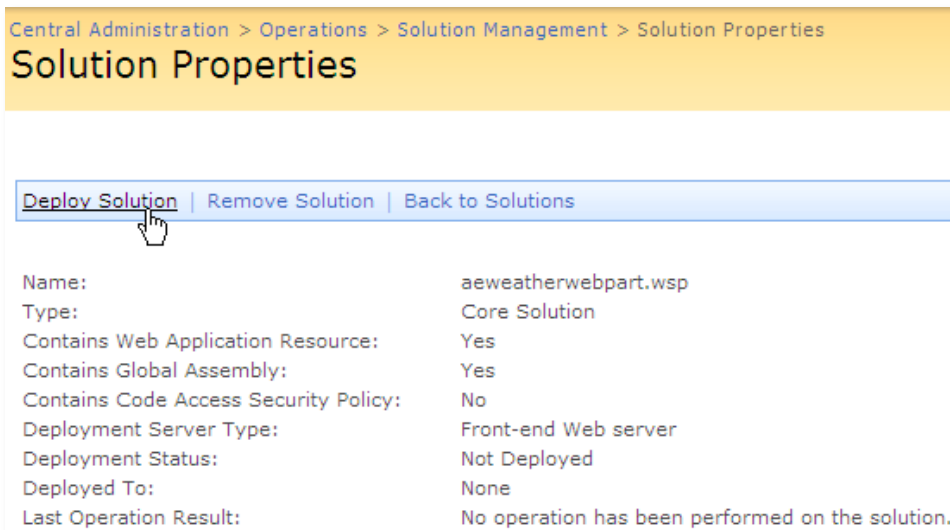 Central Administration > Operations > Solution Management > Solution Properties
Solution Properties
Deploy Solution | Remove Solution | Back to Solutions
Name: aeweatherwebpart.wsp
Type: Core Solution
Contains Web Application Resource: Yes
Contains Global Assembly: Yes
Contains Code Access Security Policy: No
Deployment Server Type: Front-end Web server
Deployment Status: Not Deployed
Deployed To: None
Last Operation Result: No operation has been performed on the solution.